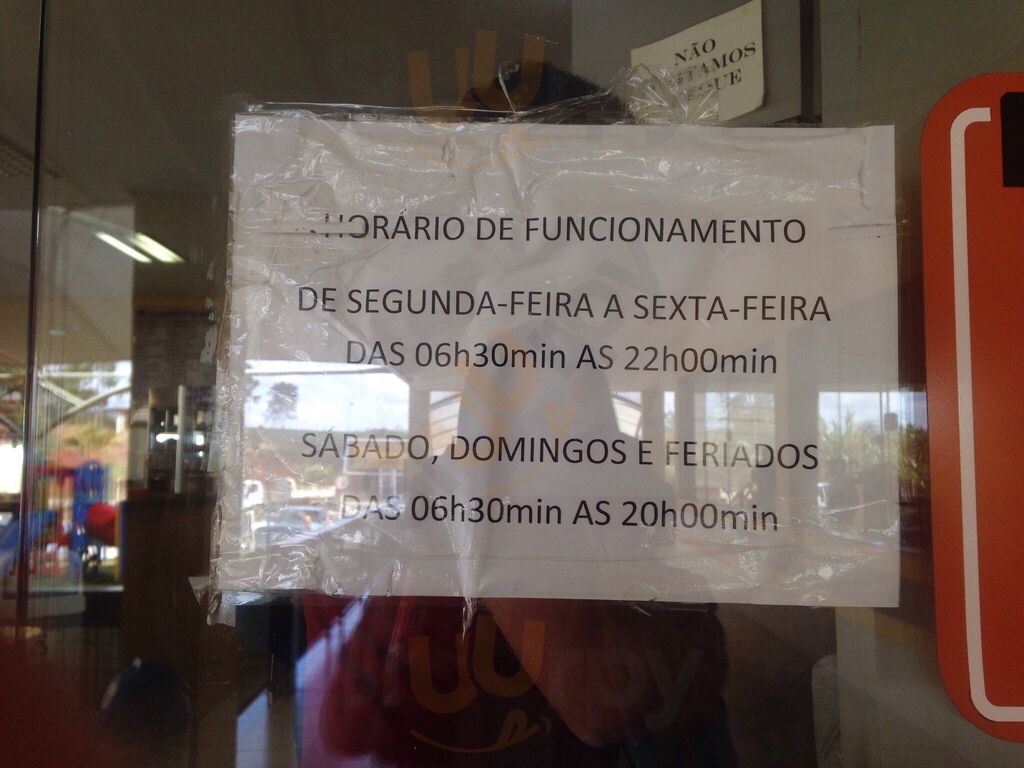 NÃO
HORÁRIO DE FUNCIONAMENTO
DE SEGUNDA-FEIRA A SEXTA-FEIRA
DAS 06h30min AS 22h00min
SÁBADO, DOMINGOS E FERIADOS
DAS 06h30min AS 20h00min